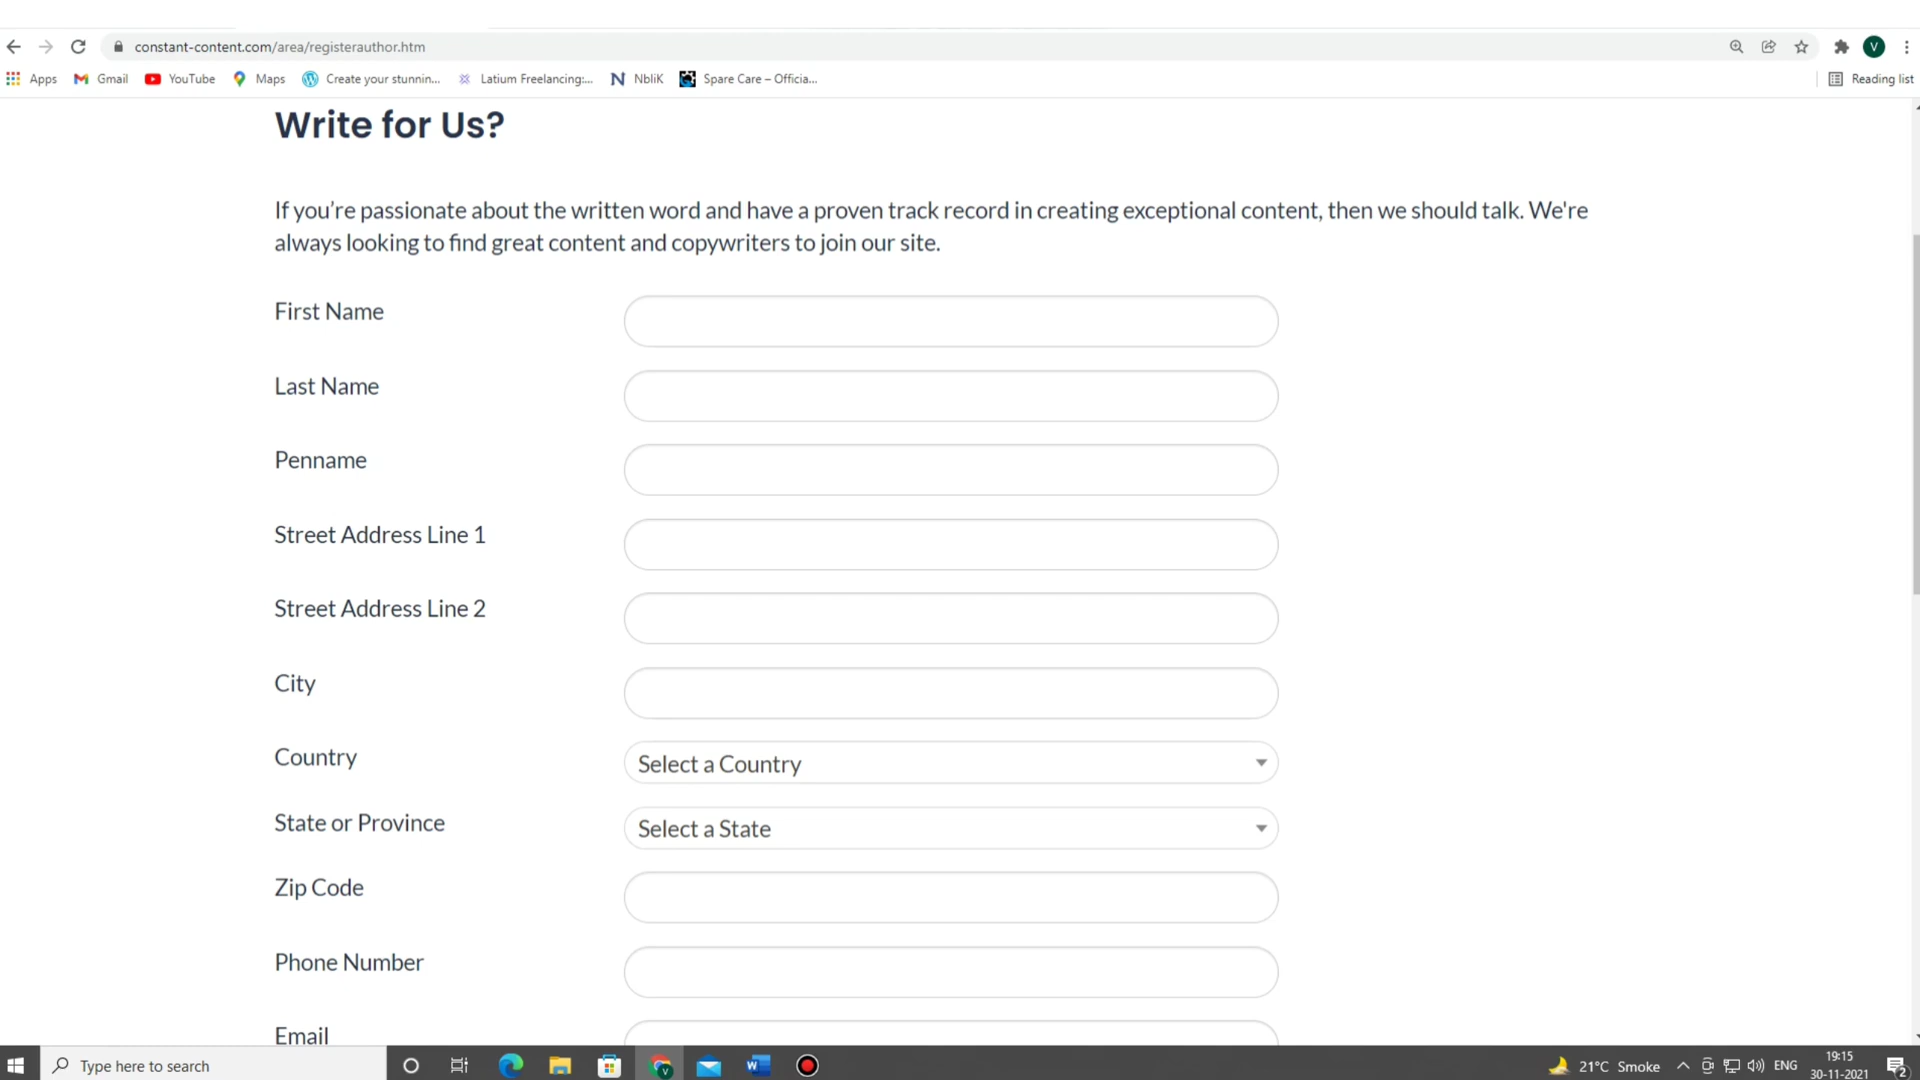 constant-content.com/area/registerauthor.htm
V
Apps Gmail YouTube Maps Create your stunnin... Latium Freelancing:... NbliK Spare Care – Officia... Reading list
Write for Us?
If you’re passionate about the written word and have a proven track record in creating exceptional content, then we should talk. We're
always looking to find great content and copywriters to join our site.
First Name
Last Name
Penname
Street Address Line 1
Street Address Line 2
City
Country Select a Country
State or Province Select a State
Zip Code
Phone Number
Email
Type here to search 21°C Smoke ENG 19:15
30-11-2021 2